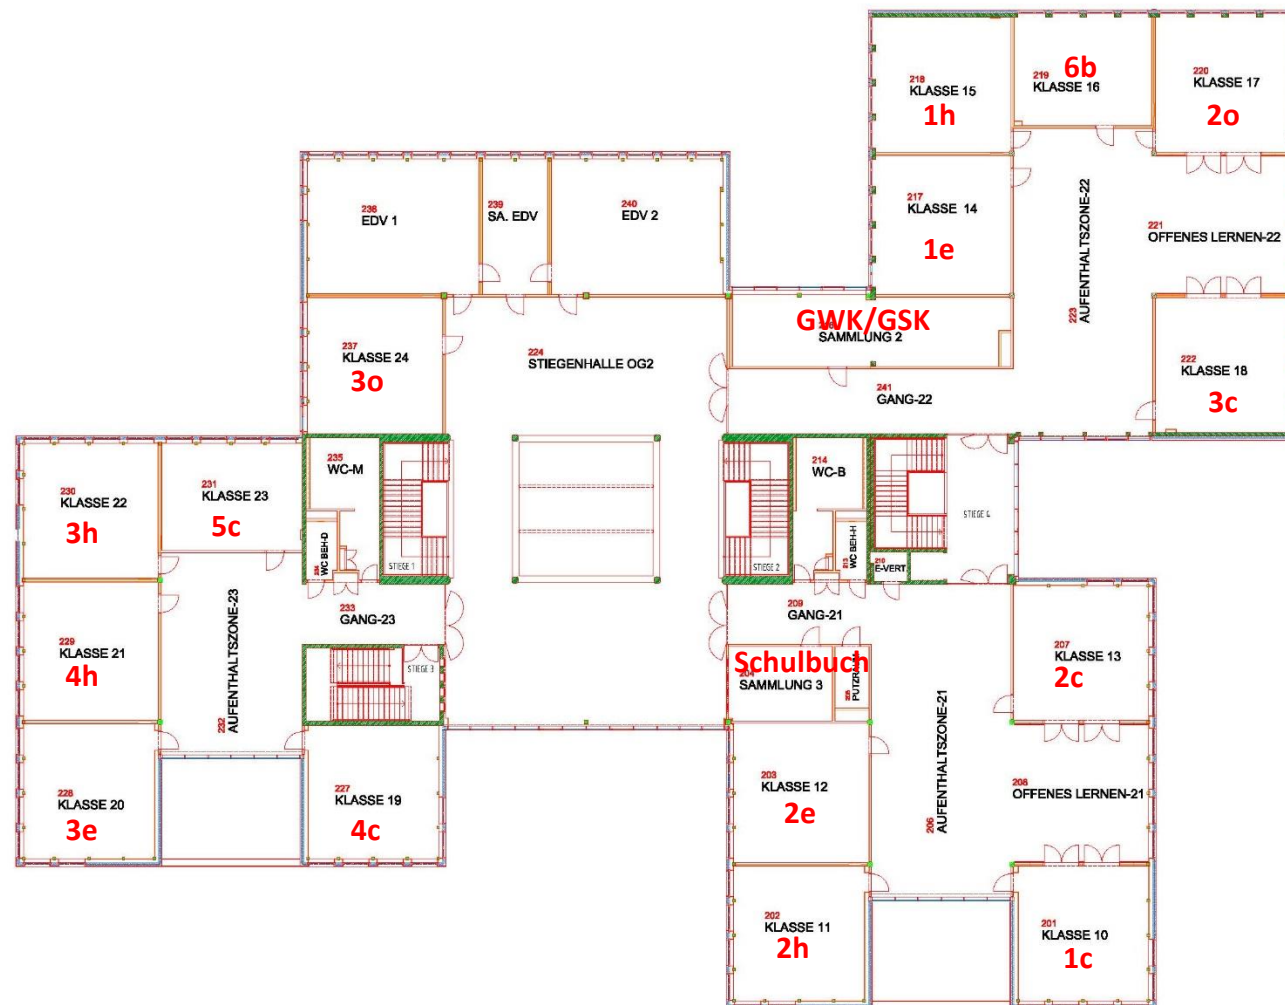 218
KLASSE 15
1h
6b
219
KLASSE 16
220
KLASSE 17
2o
238
EDV 1
239
SA. EDV
240
EDV 2
217
KLASSE 14
1e
AUFENTHALTSZONE-22
223
221
OFFENES LERNEN-22
GWK/GSK
SAMMLUNG 2
237
KLASSE 24
3o
224
STIEGENHALLE OG2
241
GANG-22
222
KLASSE 18
3c
230
KLASSE 22
3h
231
KLASSE 23
5c
235
WC-M
WC BEH-D
STIEGE 1
STIEGE 2
214
WC-B
WC BEH-H
213
STIEGE 4
210
E-VERT.
229
KLASSE 21
4h
AUFENTHALTSZONE-23
232
233
GANG-23
STIEGE 3
209
GANG-21
Schulbuch
204
SAMMLUNG 3
PUTZRAUM
207
KLASSE 13
2c
228
KLASSE 20
3e
227
KLASSE 19
4c
203
KLASSE 12
2e
AUFENTHALTSZONE-21
206
208
OFFENES LERNEN-21
202
KLASSE 11
2h
201
KLASSE 10
1c